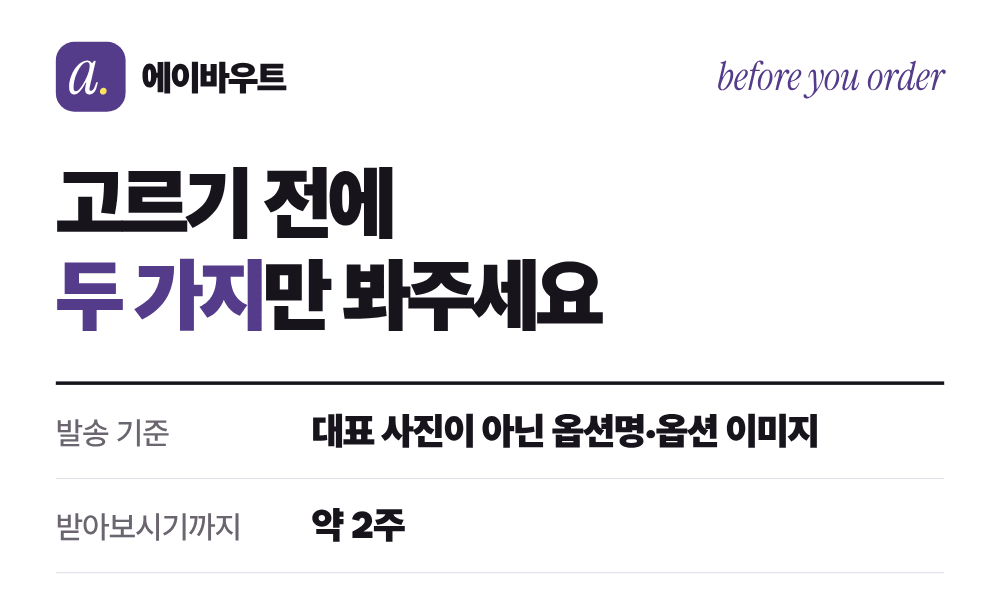 a.
에이바우트
before you order
고르기 전에
두 가지만 봐주세요
발송 기준
대표 사진이 아닌 옵션명·옵션 이미지
받아보시기까지
약 2주